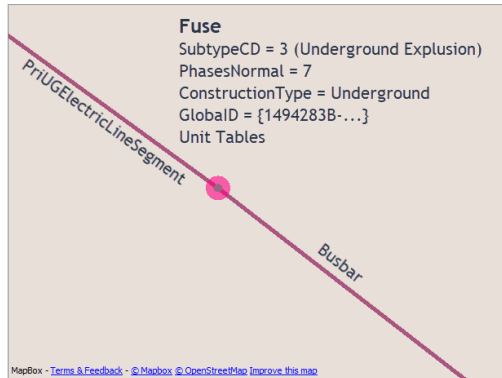 Fuse
SubtypeCD = 3 (Underground Explusion)
PhasesNormal = 7
ConstructionType = Underground
GlobaID = {1494283B-...}
Unit Tables
PriUGElectricLineSegment
Busbar
MapBox - Terms & Feedback - © Mapbox © OpenStreetMap Improve this map